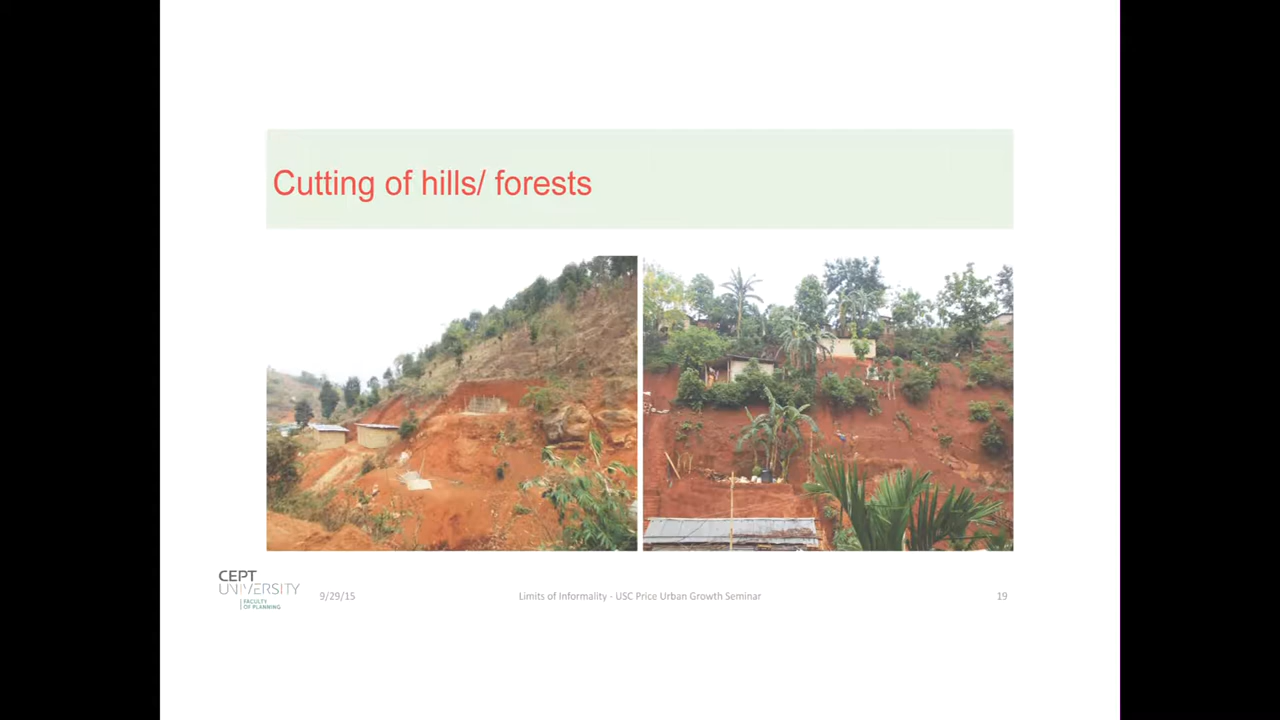 Cutting of hills/ forests
CEPT
UNIVERSITY
FACULTY
OF PLANNING
9/29/15
Limits of Informality - USC Price Urban Growth Seminar
19